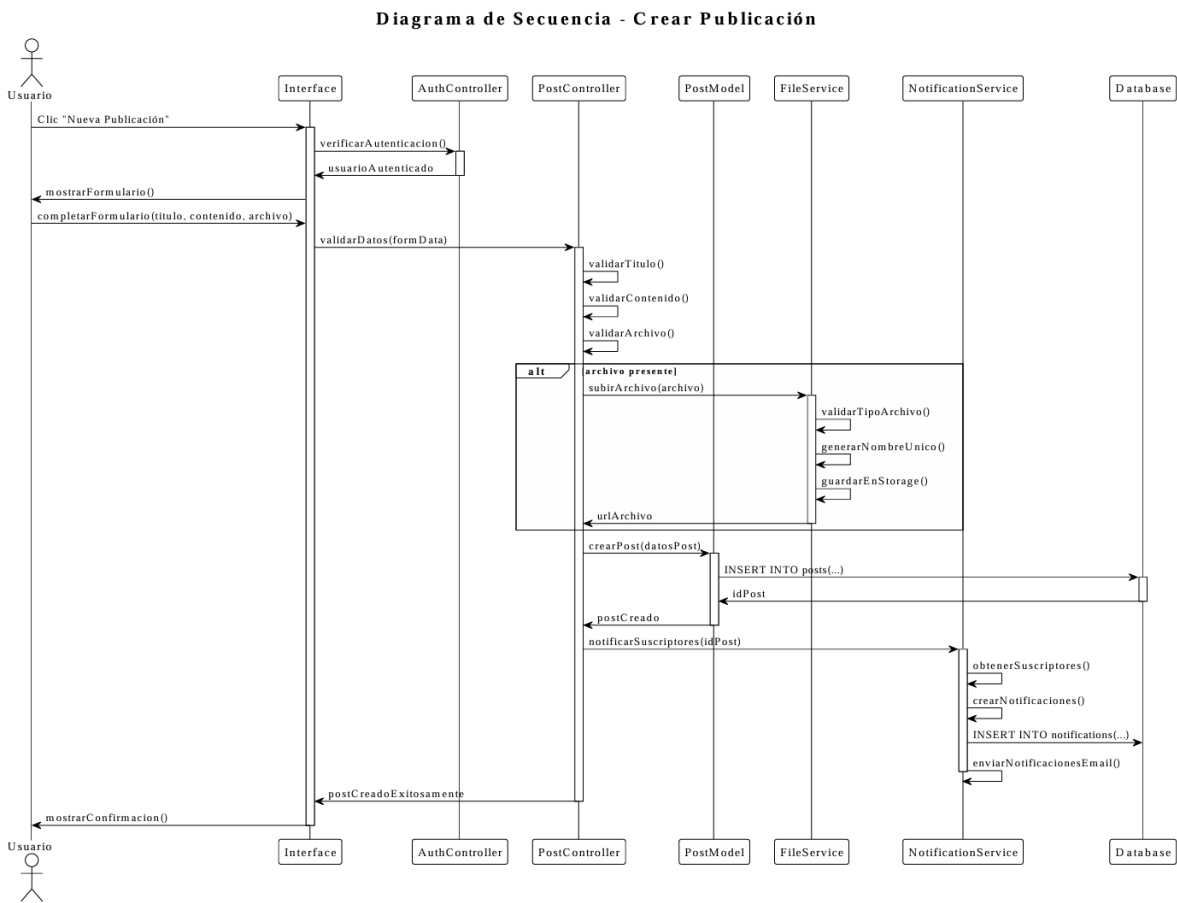 Diagrama de Secuencia - Crear Publicación
Usuario
Interface
AuthController
PostController
PostModel
FileService
NotificationService
Database
Clic "Nueva Publicación"
verificarAutenticacion()
usuarioAutenticado
mostrarFormulario()
completarFormulario(titulo, contenido, archivo)
validarDatos(formData)
validarTitulo()
validarContenido()
validarArchivo()
alt
[archivo presente]
subirArchivo(archivo)
validarTipoArchivo()
generarNombreUnico()
guardarEnStorage()
urlArchivo
crearPost(datosPost)
INSERT INTO posts(...)
idPost
postCreado
notificarSuscriptores(idPost)
obtenerSuscriptores()
crearNotificaciones()
INSERT INTO notifications(...)
enviarNotificacionesEmail()
postCreadoExitosamente
mostrarConfirmacion()
Usuario
Interface
AuthController
PostController
PostModel
FileService
NotificationService
Database